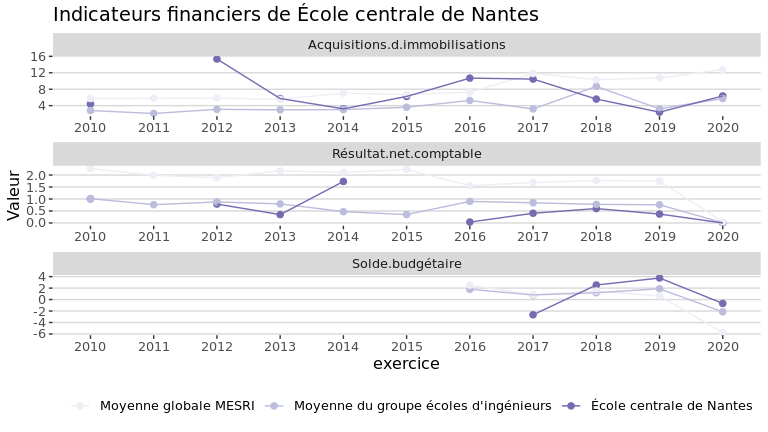 Indicateurs financiers de École centrale de Nantes
Acquisitions.d.immobilisations
16
12
8
4
2010 2011 2012 2013 2014 2015 2016 2017 2018 2019 2020
Résultat.net.comptable
2.0
1.5
1.0
0.5
0.0
2010 2011 2012 2013 2014 2015 2016 2017 2018 2019 2020
Valeur
Solde.budgétaire
4
2
0
-2
-4
-6
2010 2011 2012 2013 2014 2015 2016 2017 2018 2019 2020
exercice
Moyenne globale MESRI Moyenne du groupe écoles d'ingénieurs École centrale de Nantes